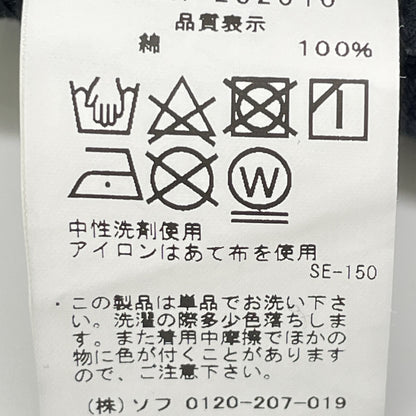 品質表示
綿 100%
W
中性洗剤使用
アイロンはあて布を使用
SE-150
・この製品は単品でお洗い下さ
い。洗濯の際多少色落ちしま
す。また着用中摩擦でほかの
物に色が付くことがあります
ので、ご注意下さい。
(株)ソフ 0120-207-019